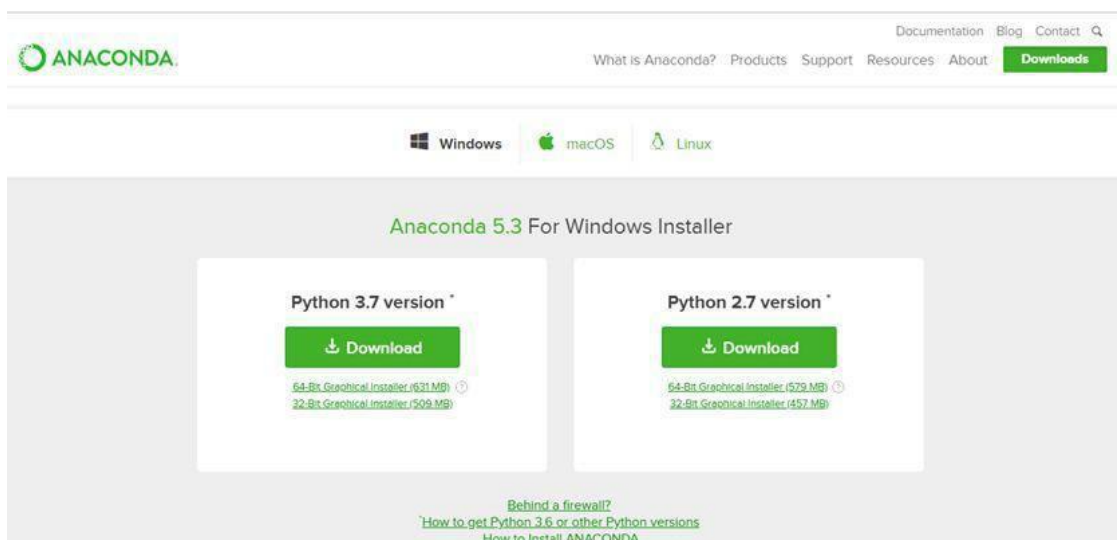 Documentation Blog Contact
ANACONDA.
What is Anaconda? Products Support Resources About Downloads
Windows macOS Linux
Anaconda 5.3 For Windows Installer
Python 3.7 version *
Download
64-Bit Graphical Installer (631 MB) ?
32-Bit Graphical Installer (509 MB)
Python 2.7 version *
Download
64-Bit Graphical Installer (579 MB) ?
32-Bit Graphical Installer (457 MB)
Behind a firewall?
*How to get Python 3.6 or other Python versions
How to Install ANACONDA